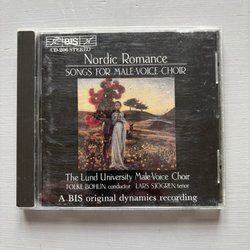 BIS
CD-206 STEREO
Nordic Romance
SONGS FOR MALE-VOICE CHOIR
The Lund University Male-Voice Choir
FOLKE BOHLIN conductor LARS SJÖGREN tenor
A BIS original dynamics recording